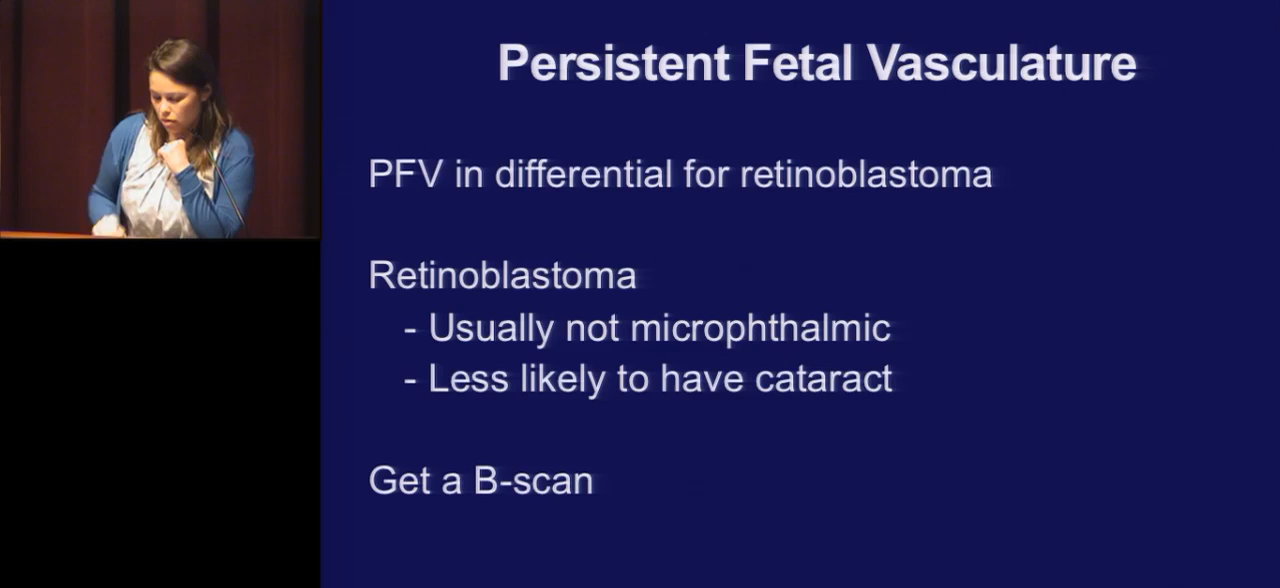 Persistent Fetal Vasculature
PFV in differential for retinoblastoma
Retinoblastoma
- Usually not microphthalmic
- Less likely to have cataract
Get a B-scan